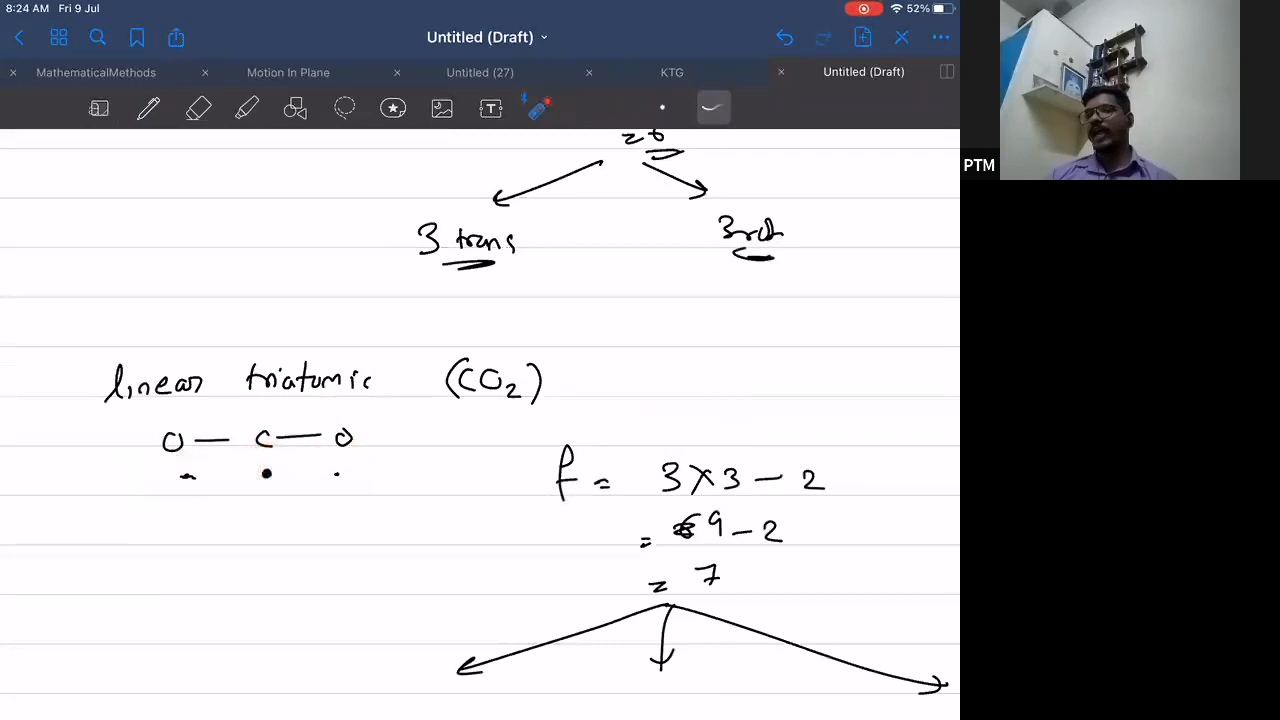 8:24 AM Fri 9 Jul
52%
Untitled (Draft)
MathematicalMethods
Motion In Plane
Untitled (27)
KTG
Untitled (Draft)
PTM
= 6
3 trans
3 rot
linear triatomic (CO2)
O — C — O
f = 3 × 3 – 2
= 9 – 2
= 7